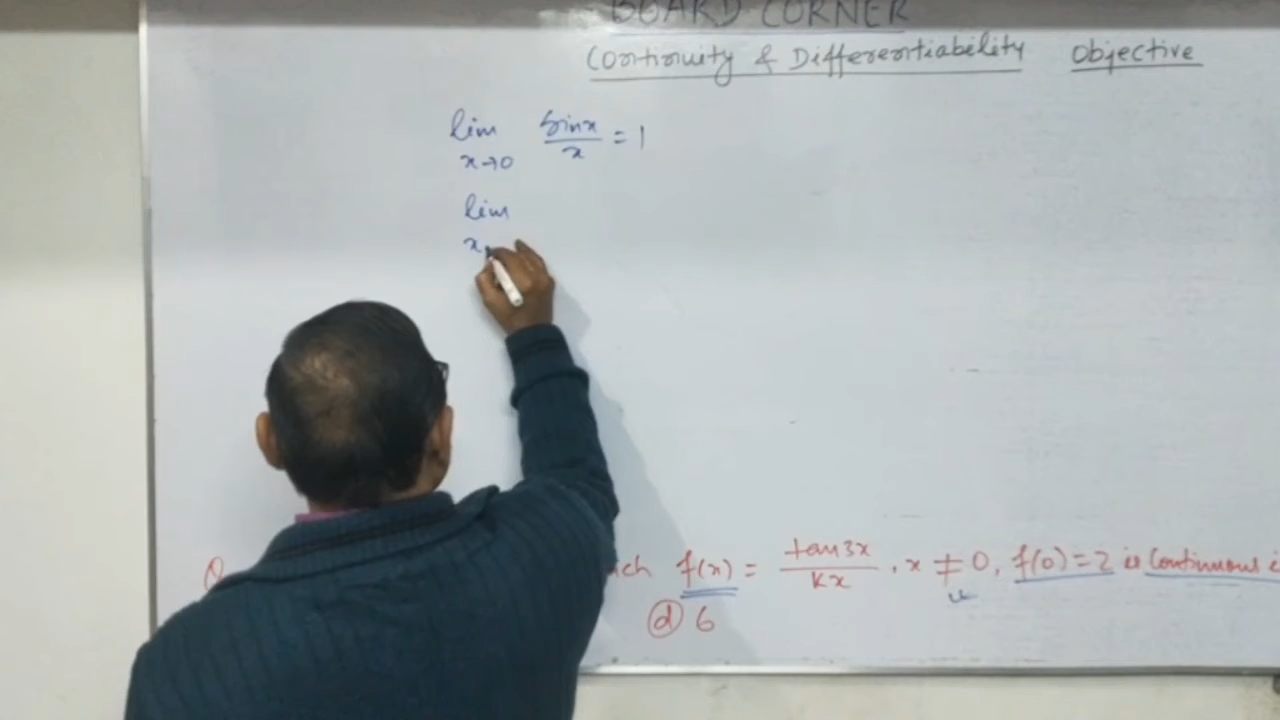 BOARD CORNER
Continuity & Differentiability Objective
lim sinx/x = 1
x→0
lim
x
Q f(x) = tan3x/kx , x ≠ 0, f(0) = 2 is Continuous
(d) 6